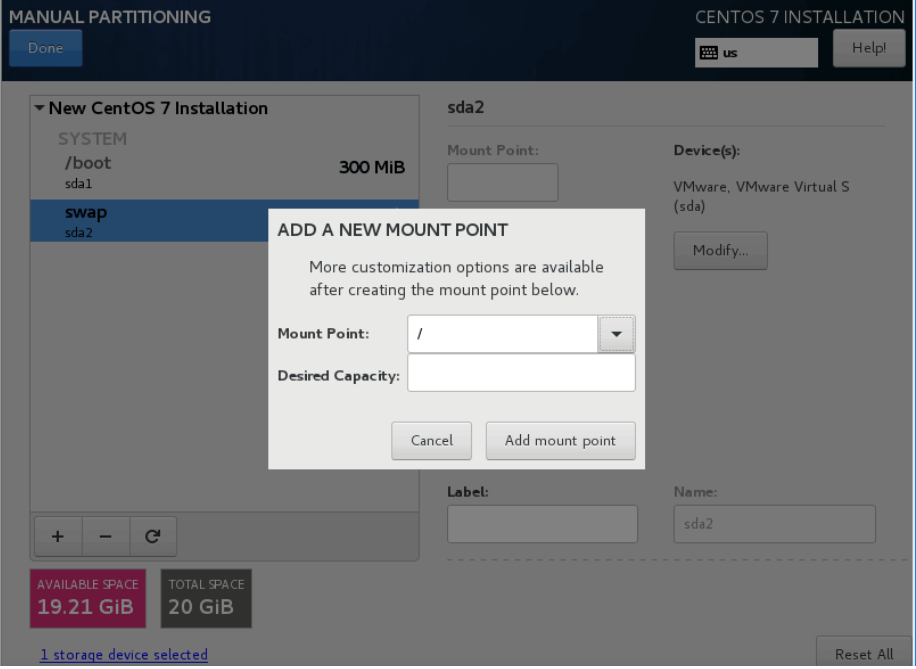 MANUAL PARTITIONING
CENTOS 7 INSTALLATION
Done
us
Help!
New CentOS 7 Installation
SYSTEM
/boot
300 MiB
sda1
swap
sda2
sda2
Mount Point:
Device(s):
VMware, VMware Virtual S
(sda)
Modify...
ADD A NEW MOUNT POINT
More customization options are available
after creating the mount point below.
Mount Point:
/
Desired Capacity:
Cancel
Add mount point
Label:
Name:
sda2
+
−
AVAILABLE SPACE
19.21 GiB
TOTAL SPACE
20 GiB
1 storage device selected
Reset All